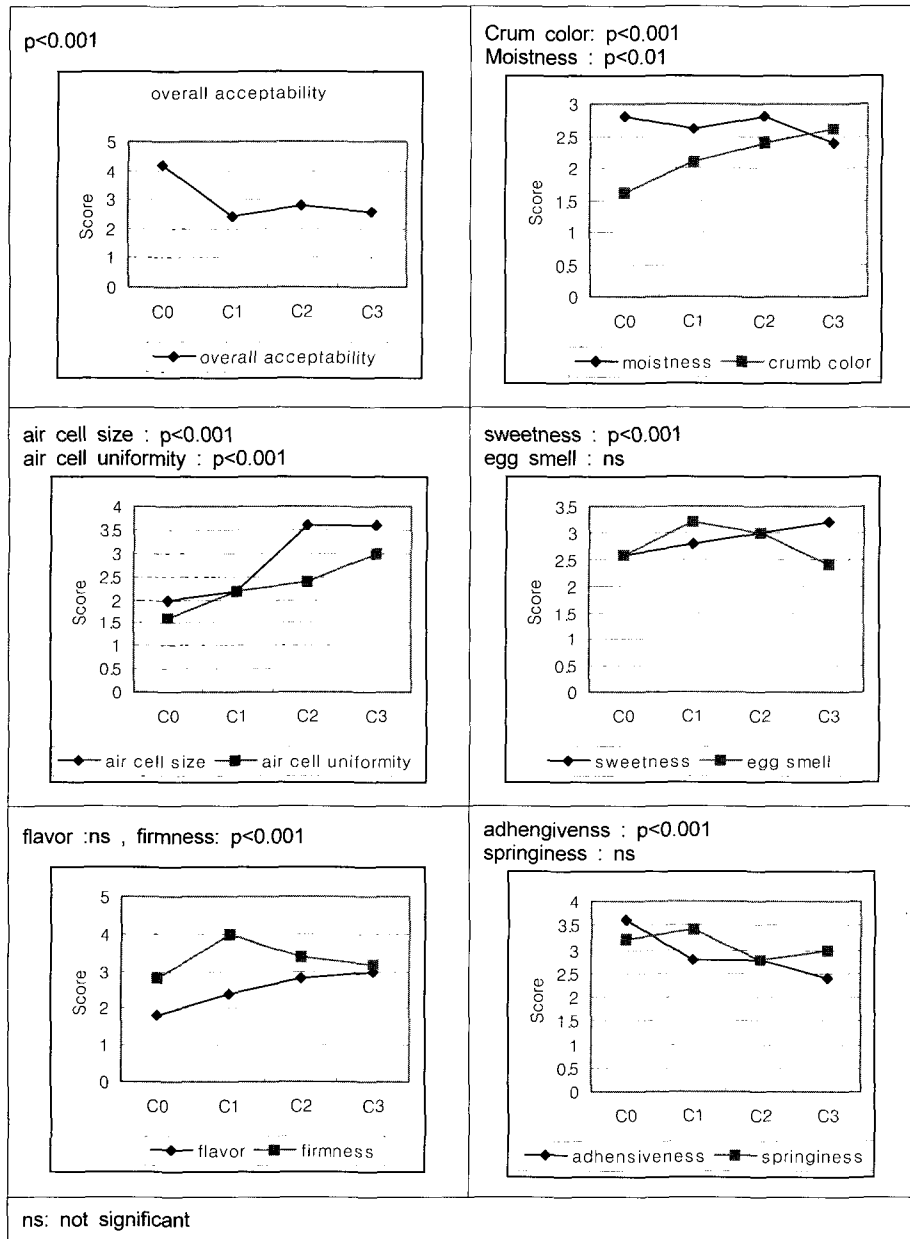 p<0.001
overall acceptability
5
4
3
2
1
0
Score
C0 C1 C2 C3
overall acceptability
Crum color: p<0.001
Moistness : p<0.01
3
2.5
2
1.5
1
0.5
0
Score
C0 C1 C2 C3
moistness crumb color
air cell size : p<0.001
air cell uniformity : p<0.001
4
3.5
3
2.5
2
1.5
1
0.5
0
Score
C0 C1 C2 C3
air cell size air cell uniformity
sweetness : p<0.001
egg smell : ns
3.5
3
2.5
2
1.5
1
0.5
0
Score
C0 C1 C2 C3
sweetness egg smell
flavor :ns , firmness: p<0.001
5
4
3
2
1
0
Score
C0 C1 C2 C3
flavor firmness
adhengivenss : p<0.001
springiness : ns
4
3.5
3
2.5
2
1.5
1
0.5
0
Score
C0 C1 C2 C3
adhensiveness springiness
ns: not significant